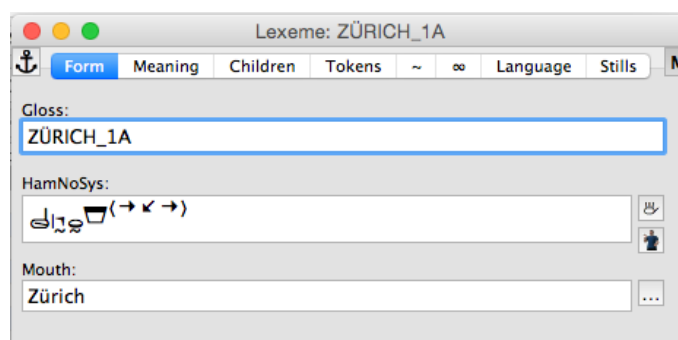 Lexeme: ZÜRICH_1A
Form Meaning Children Tokens ~ ∞ Language Stills
Gloss:
ZÜRICH_1A
HamNoSys:
(→ ↙ →)
Mouth:
Zürich
...